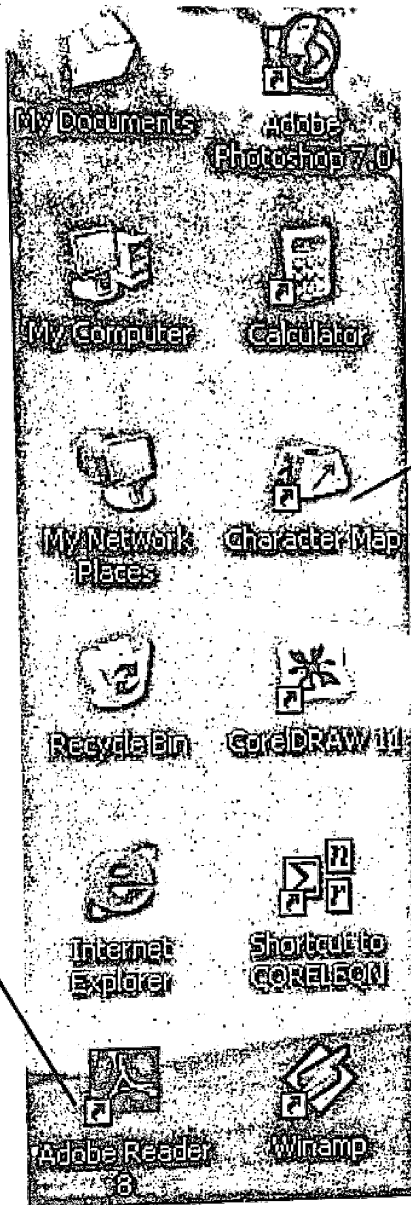 My Documents
Adobe
Photoshop 7.0
My Computer
Calculator
My Network
Places
Character Map
Recycle Bin
CorelDRAW 11
Internet
Explorer
Shortcut to
CORELEQN
Adobe Reader
8
Winamp